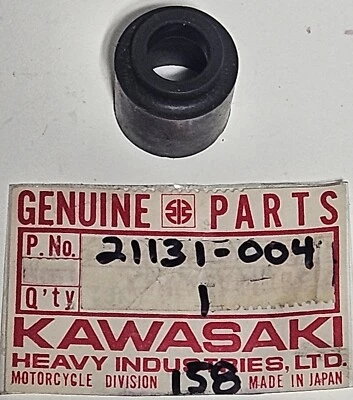 GENUINE PARTS
P. No. 21131-004
Q'ty 1
KAWASAKI
HEAVY INDUSTRIES, LTD.
MOTORCYCLE DIVISION 158 MADE IN JAPAN